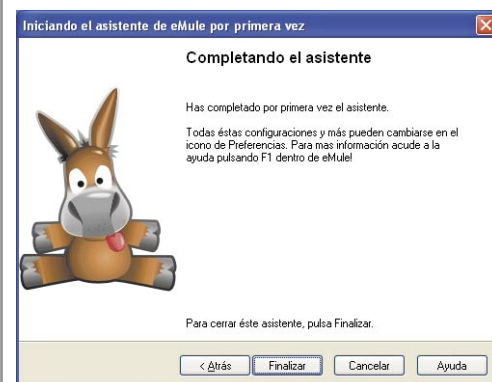 Iniciando el asistente de eMule por primera vez
Completando el asistente
Has completado por primera vez el asistente.
Todas éstas configuraciones y más pueden cambiarse en el
icono de Preferencias. Para mas información acude a la
ayuda pulsando F1 dentro de eMule!
Para cerrar éste asistente, pulsa Finalizar.
< Atrás Finalizar Cancelar Ayuda